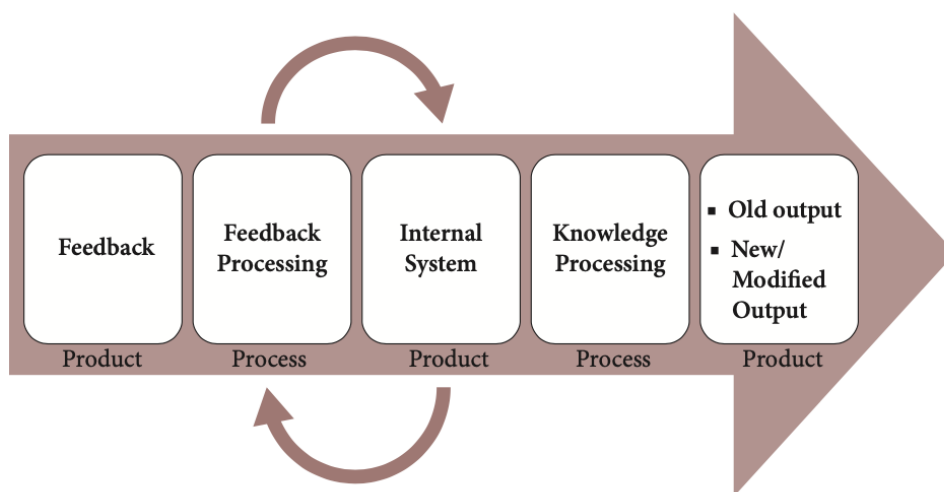 Feedback
Feedback
Processing
Internal
System
Knowledge
Processing
▪ Old output
▪ New/
Modified
Output
Product
Process
Product
Process
Product